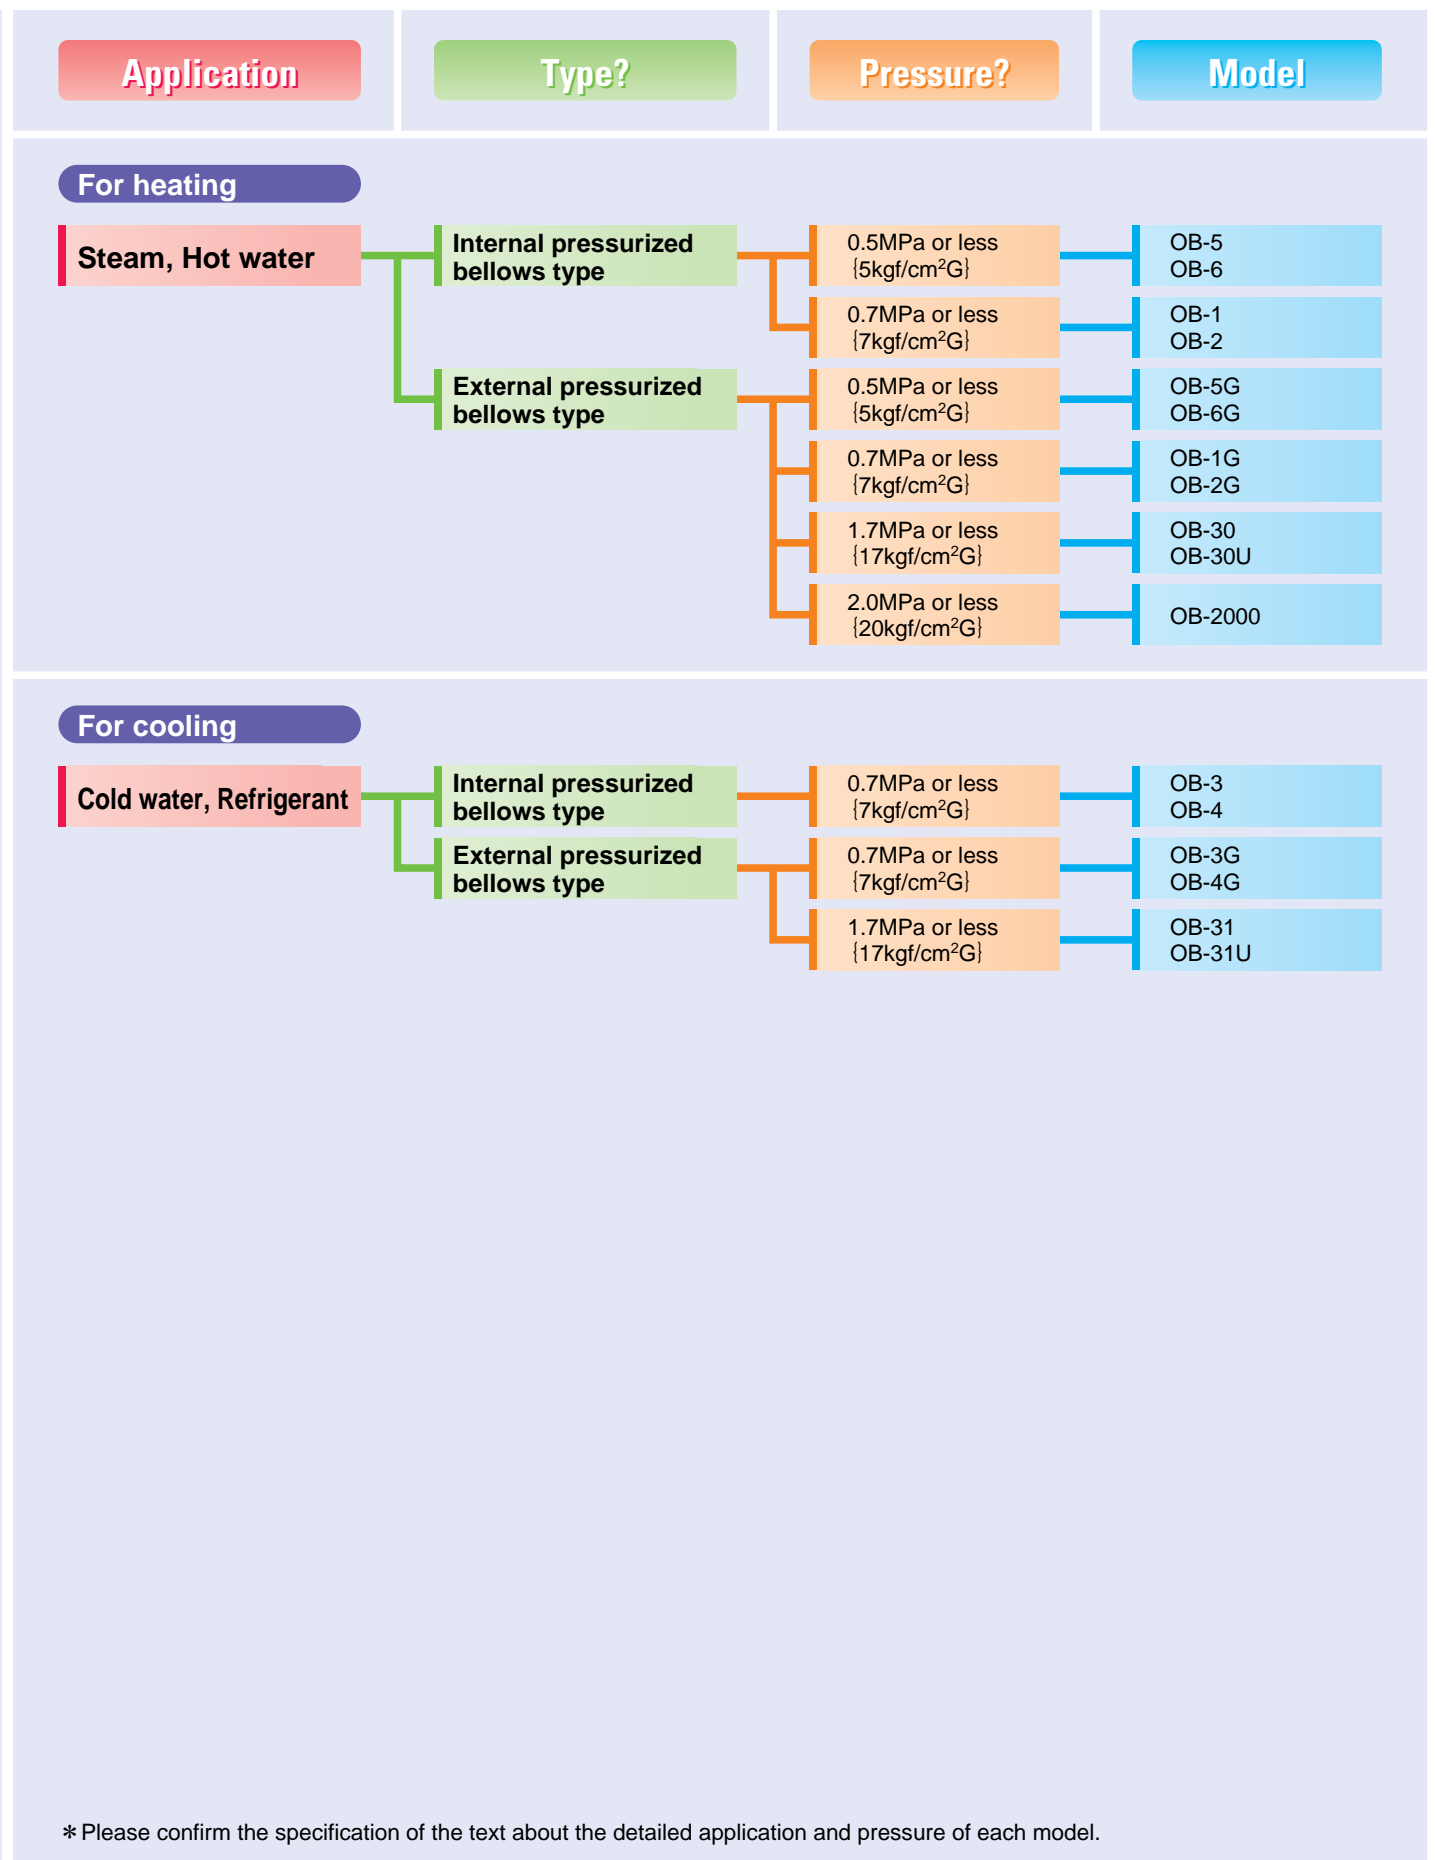 Application
Type?
Pressure?
Model
For heating
Steam, Hot water
Internal pressurized
bellows type
0.5MPa or less
{5kgf/cm²G}
OB-5
OB-6
0.7MPa or less
{7kgf/cm²G}
OB-1
OB-2
External pressurized
bellows type
0.5MPa or less
{5kgf/cm²G}
OB-5G
OB-6G
0.7MPa or less
{7kgf/cm²G}
OB-1G
OB-2G
1.7MPa or less
{17kgf/cm²G}
OB-30
OB-30U
2.0MPa or less
{20kgf/cm²G}
OB-2000
For cooling
Cold water, Refrigerant
Internal pressurized
bellows type
0.7MPa or less
{7kgf/cm²G}
OB-3
OB-4
External pressurized
bellows type
0.7MPa or less
{7kgf/cm²G}
OB-3G
OB-4G
1.7MPa or less
{17kgf/cm²G}
OB-31
OB-31U
＊Please confirm the specification of the text about the detailed application and pressure of each model.